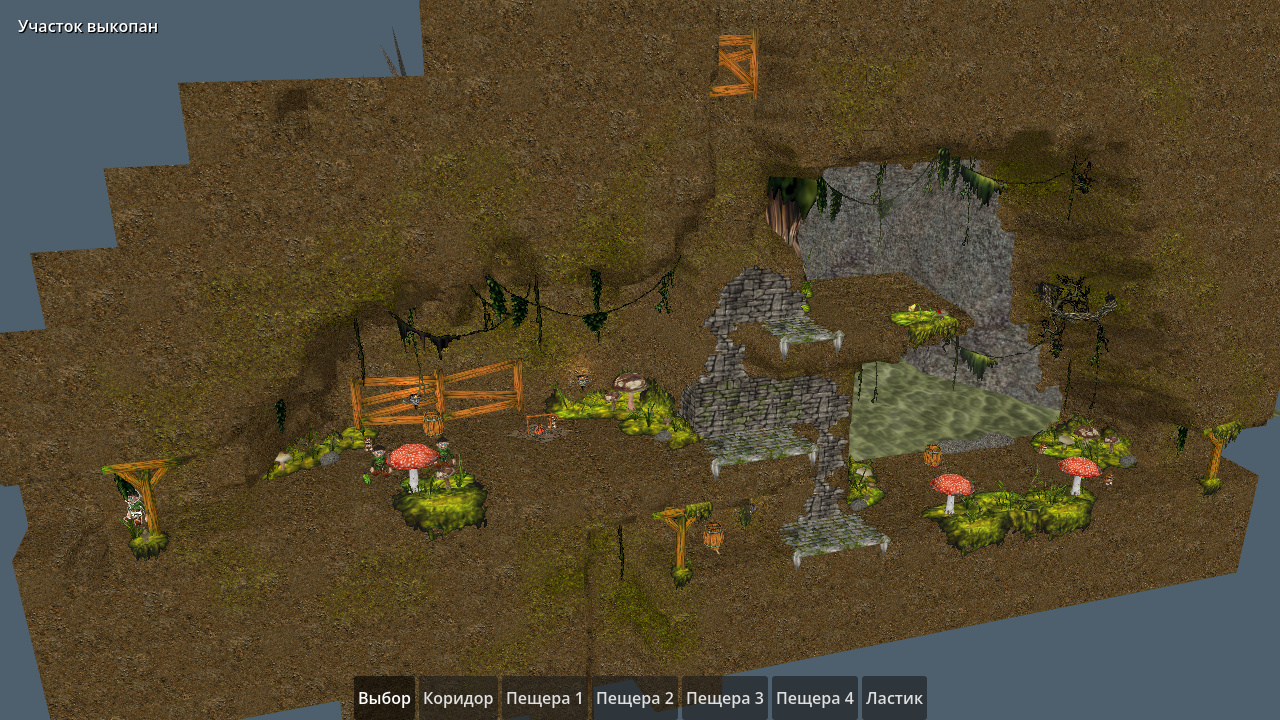 Участок выкопан
Выбор Коридор Пещера 1 Пещера 2 Пещера 3 Пещера 4 Ластик